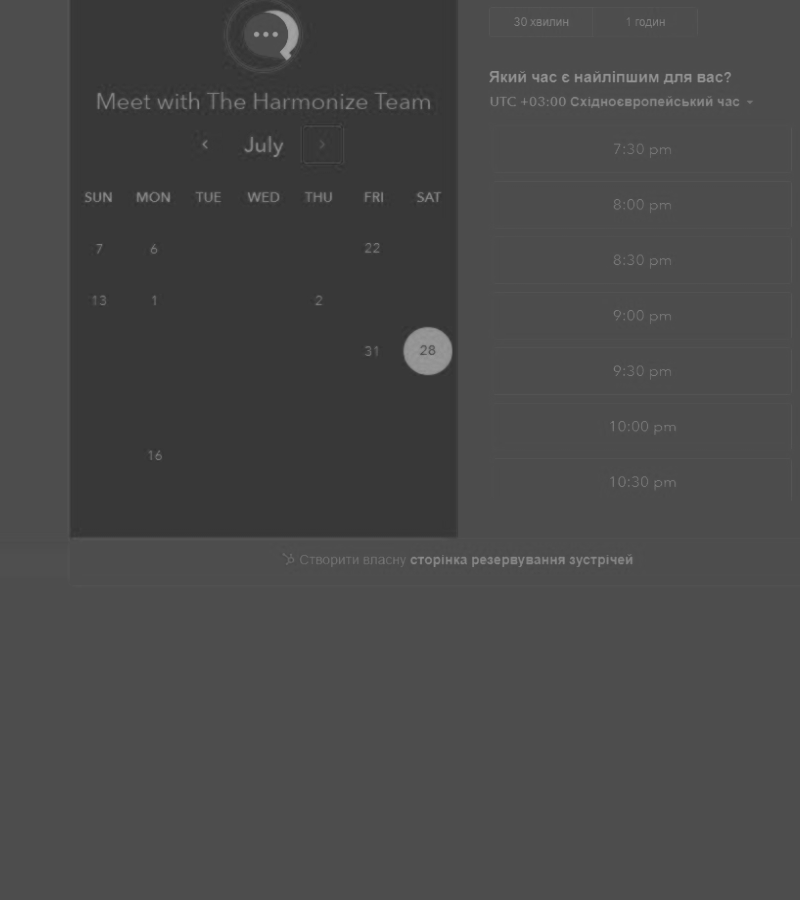 Meet with The Harmonize Team
July
SUN MON TUE WED THU FRI SAT
7 6 22
13 1 2
31 28
16
30 хвилин 1 годин
Який час є найліпшим для вас?
UTC +03:00 Східноєвропейський час
7:30 pm
8:00 pm
8:30 pm
9:00 pm
9:30 pm
10:00 pm
10:30 pm
Створити власну сторінка резервування зустрічей